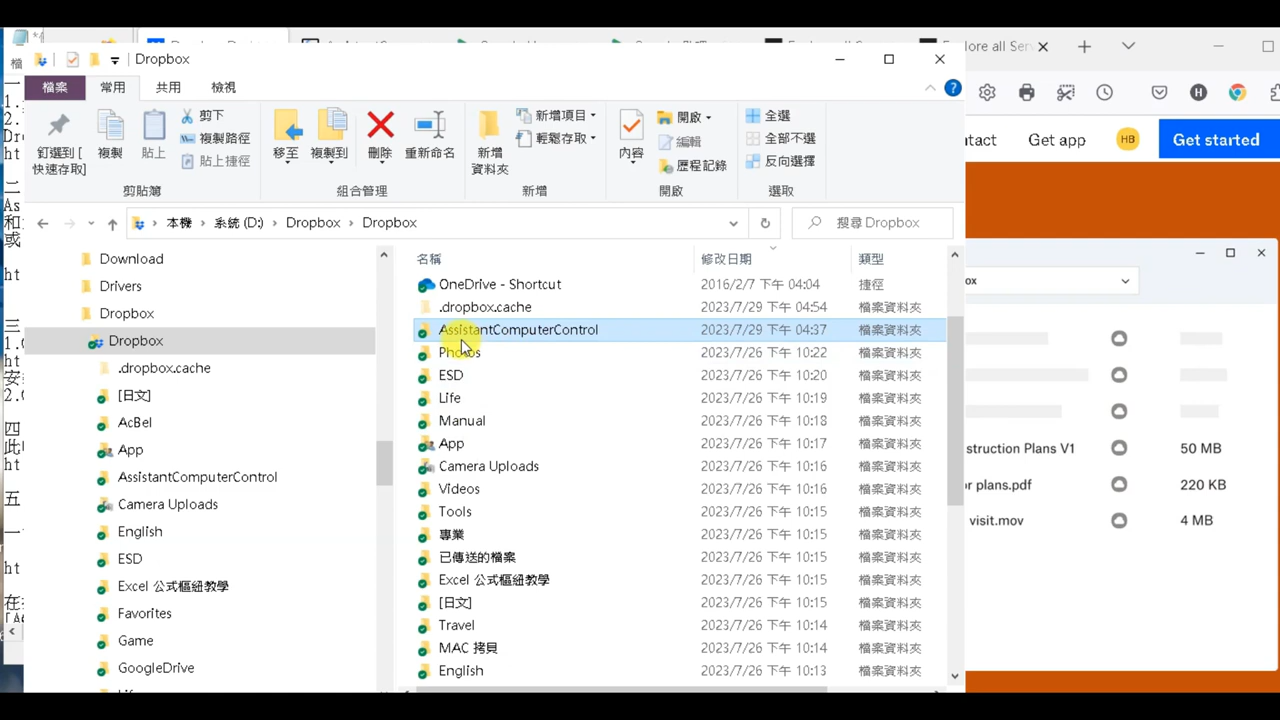 Dropbox
檔案 常用 共用 檢視
釘選到 [快速存取]
複製
貼上
剪下
複製路徑
貼上捷徑
剪貼簿
移至
複製到
刪除
重新命名
組合管理
新增
資料夾
新增項目
輕鬆存取
新增
內容
開啟
編輯
歷程記錄
開啟
全選
全部不選
反向選擇
選取
本機 > 系統 (D:) > Dropbox > Dropbox
搜尋 Dropbox
Download
Drivers
Dropbox
Dropbox
.dropbox.cache
[日文]
AcBel
App
AssistantComputerControl
Camera Uploads
English
ESD
Excel 公式樞紐教學
Favorites
Game
GoogleDrive
名稱 修改日期 類型
OneDrive - Shortcut 2016/2/7 下午 04:04 捷徑
.dropbox.cache 2023/7/29 下午 04:54 檔案資料夾
AssistantComputerControl 2023/7/29 下午 04:37 檔案資料夾
Photos 2023/7/26 下午 10:22 檔案資料夾
ESD 2023/7/26 下午 10:20 檔案資料夾
Life 2023/7/26 下午 10:19 檔案資料夾
Manual 2023/7/26 下午 10:18 檔案資料夾
App 2023/7/26 下午 10:17 檔案資料夾
Camera Uploads 2023/7/26 下午 10:16 檔案資料夾
Videos 2023/7/26 下午 10:16 檔案資料夾
Tools 2023/7/26 下午 10:15 檔案資料夾
專業 2023/7/26 下午 10:15 檔案資料夾
已傳送的檔案 2023/7/26 下午 10:15 檔案資料夾
Excel 公式樞紐教學 2023/7/26 下午 10:15 檔案資料夾
[日文] 2023/7/26 下午 10:15 檔案資料夾
Travel 2023/7/26 下午 10:14 檔案資料夾
MAC 拷貝 2023/7/26 下午 10:14 檔案資料夾
English 2023/7/26 下午 10:13 檔案資料夾
Get app
HB
Get started
struction Plans V1 50 MB
plans.pdf 220 KB
visit.mov 4 MB